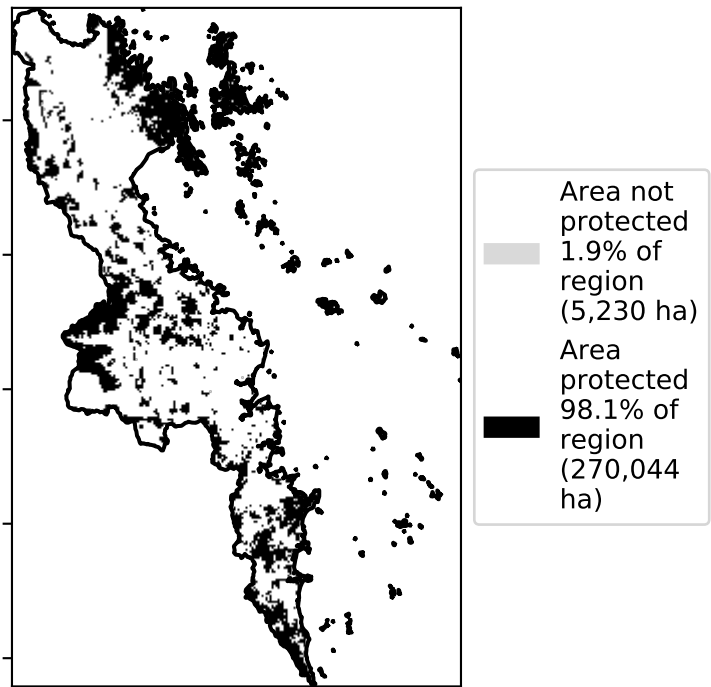 Area not
protected
1.9% of
region
(5,230 ha)
Area
protected
98.1% of
region
(270,044
ha)